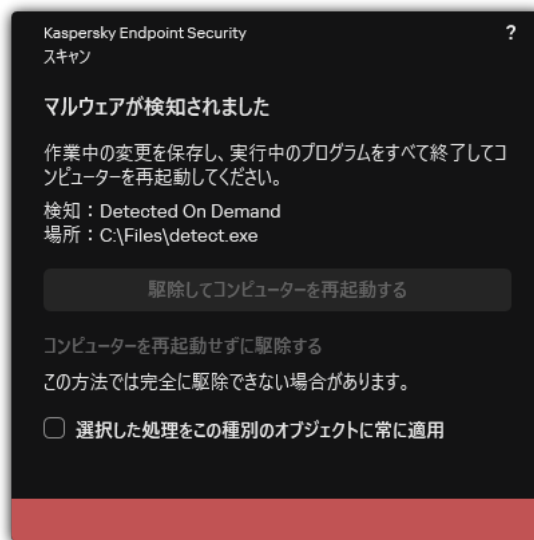 Kaspersky Endpoint Security
?
スキャン
マルウェアが検知されました
作業中の変更を保存し、実行中のプログラムをすべて終了してコ
ンピューターを再起動してください。
検知：Detected On Demand
場所：C:\Files\detect.exe
駆除してコンピューターを再起動する
コンピューターを再起動せずに駆除する
この方法では完全に駆除できない場合があります。
選択した処理をこの種別のオブジェクトに常に適用